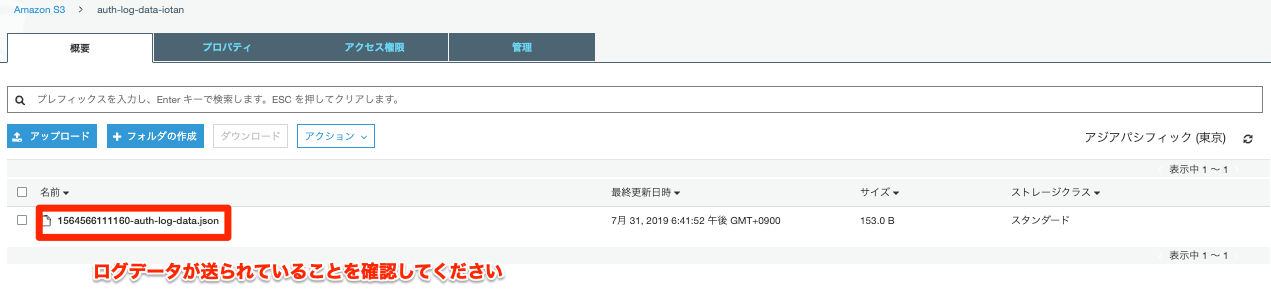 Amazon S3 > auth-log-data-iotan
概要 プロパティ アクセス権限 管理
プレフィックスを入力し、Enter キーで検索します。ESC を押してクリアします。
アップロード + フォルダの作成 ダウンロード アクション
アジアパシフィック (東京)
表示中 1 ～ 1
名前 最終更新日時 サイズ ストレージクラス
1564566111160-auth-log-data.json 7月 31, 2019 6:41:52 午後 GMT+0900 153.0 B スタンダード
表示中 1 ～ 1
ログデータが送られていることを確認してください